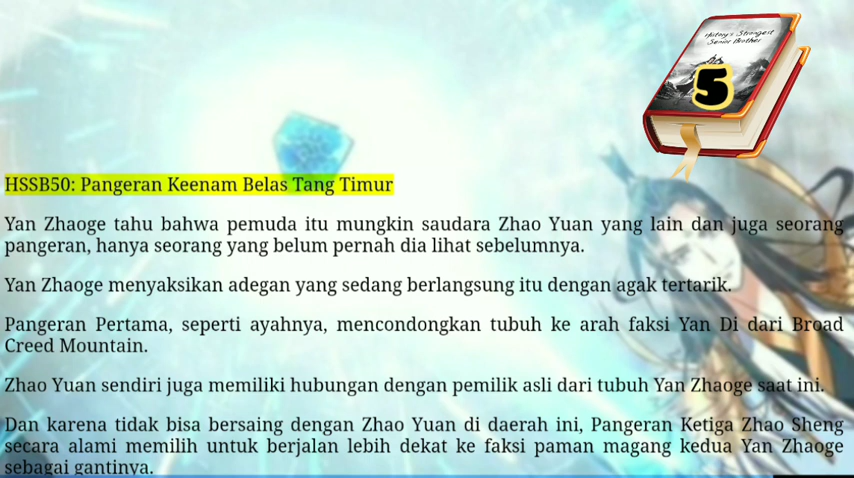 History's Strongest
Senior Brother
5
HSSB50: Pangeran Keenam Belas Tang Timur
Yan Zhaoge tahu bahwa pemuda itu mungkin saudara Zhao Yuan yang lain dan juga seorang
pangeran, hanya seorang yang belum pernah dia lihat sebelumnya.
Yan Zhaoge menyaksikan adegan yang sedang berlangsung itu dengan agak tertarik.
Pangeran Pertama, seperti ayahnya, mencondongkan tubuh ke arah faksi Yan Di dari Broad
Creed Mountain.
Zhao Yuan sendiri juga memiliki hubungan dengan pemilik asli dari tubuh Yan Zhaoge saat ini.
Dan karena tidak bisa bersaing dengan Zhao Yuan di daerah ini, Pangeran Ketiga Zhao Sheng
secara alami memilih untuk berjalan lebih dekat ke faksi paman magang kedua Yan Zhaoge
sebagai gantinya.